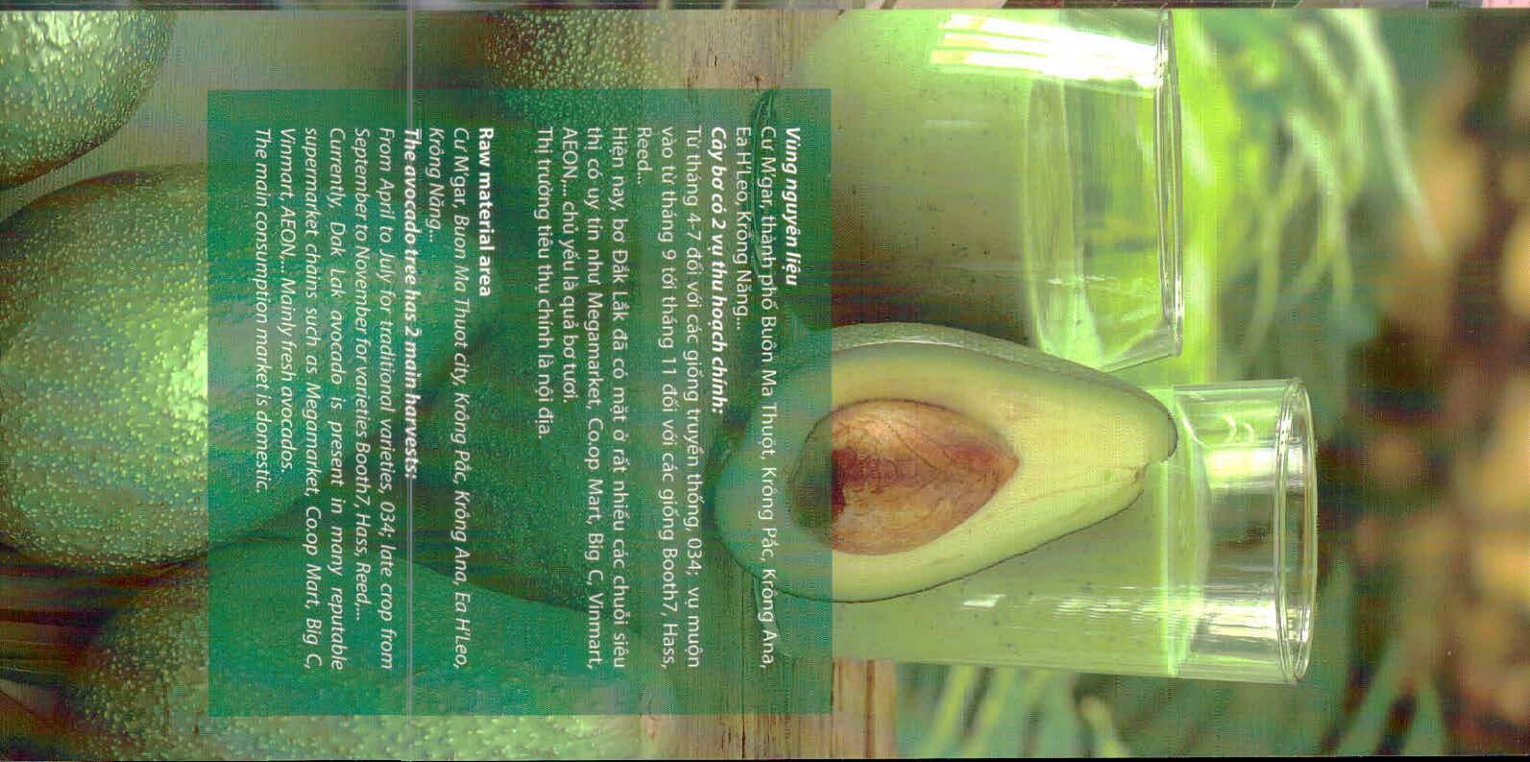 Vùng nguyên liệu
Cư M'gar, thành phố Buôn Ma Thuột, Krông Pắc, Krông Ana,
Ea H'Leo, Krông Năng...
Cây bơ có 2 vụ thu hoạch chính:
Từ tháng 4-7 đối với các giống truyền thống, 034; vụ muộn
vào từ tháng 9 tới tháng 11 đối với các giống Booth7, Hass,
Reed...
Hiện nay, bơ Đắk Lắk đã có mặt ở rất nhiều các chuỗi siêu
thị có uy tín như Megamarket, Co.op Mart, Big C, Vinmart,
AEON,...chủ yếu là quả bơ tươi.
Thị trường tiêu thụ chính là nội địa.
Raw material area
Cư M'gar, Buon Ma Thuot city, Krông Pắc, Krông Ana, Ea H'Leo,
Krông Năng...
The avocado tree has 2 main harvests:
From April to July for traditional varieties, 034; late crop from
September to November for varieties Booth7, Hass, Reed,...
Currently, Dak Lak avocado is present in many reputable
supermarket chains such as Megamarket, Co.op Mart, Big C,
Vinmart, AEON,...Mainly fresh avocados.
The main consumption market is domestic.